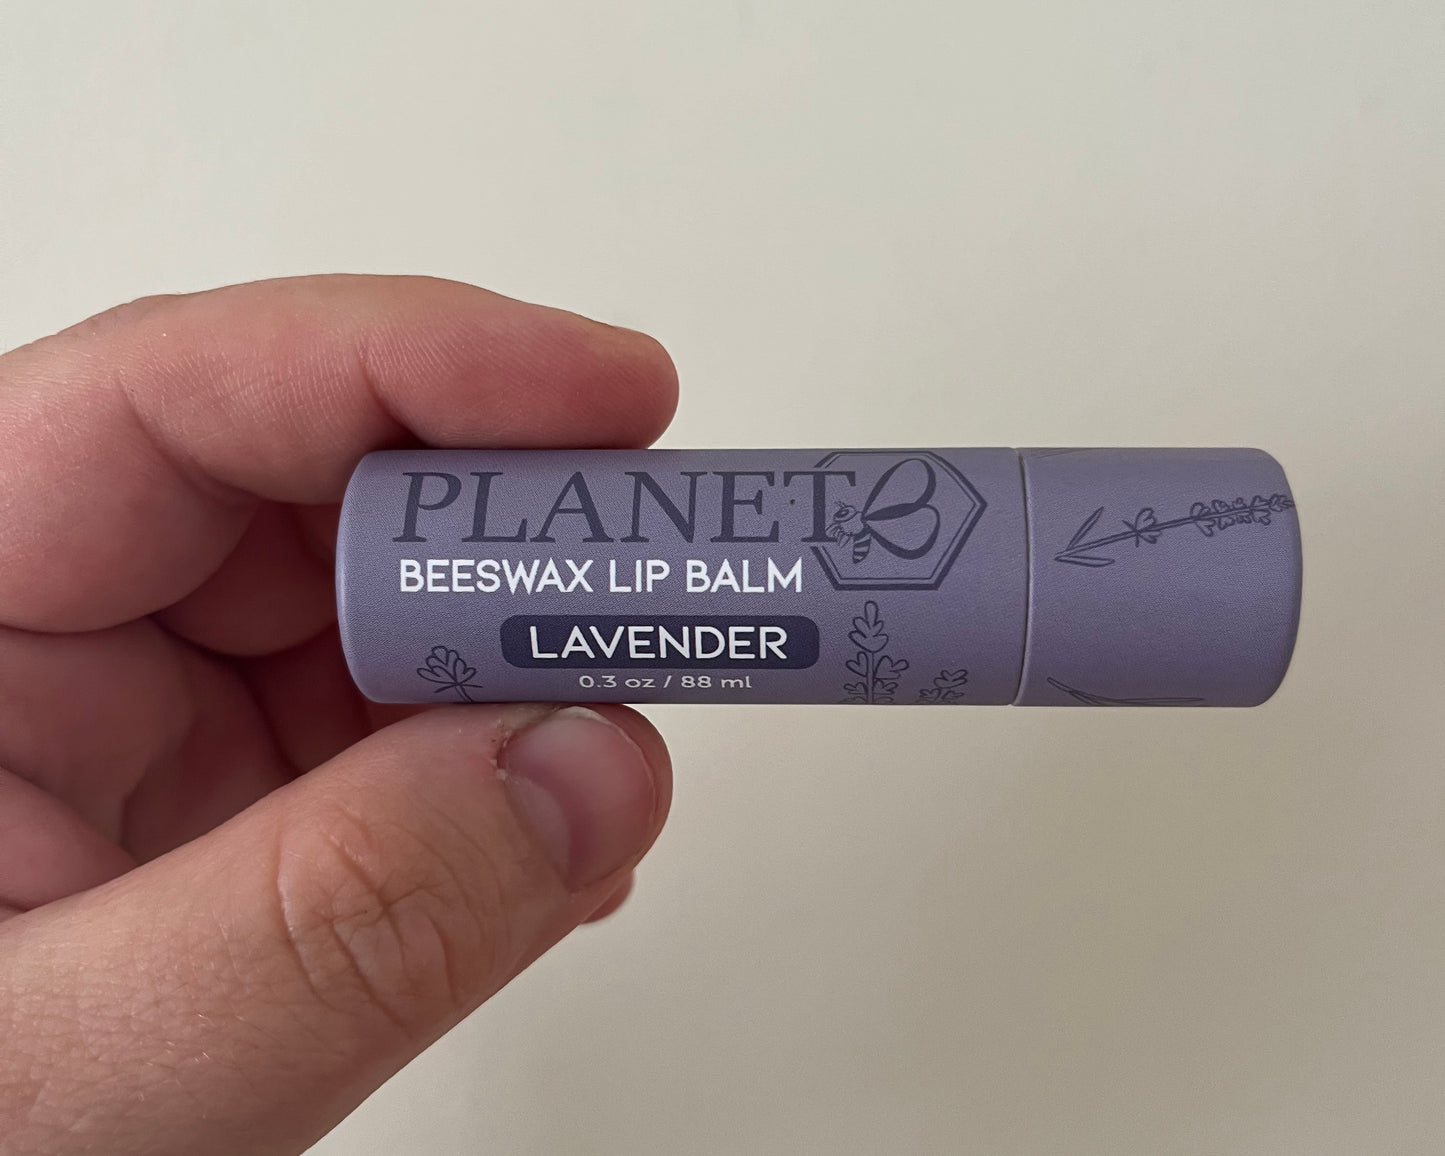 PLANET B
BEESWAX LIP BALM
LAVENDER
0.3 oz / 88 ml